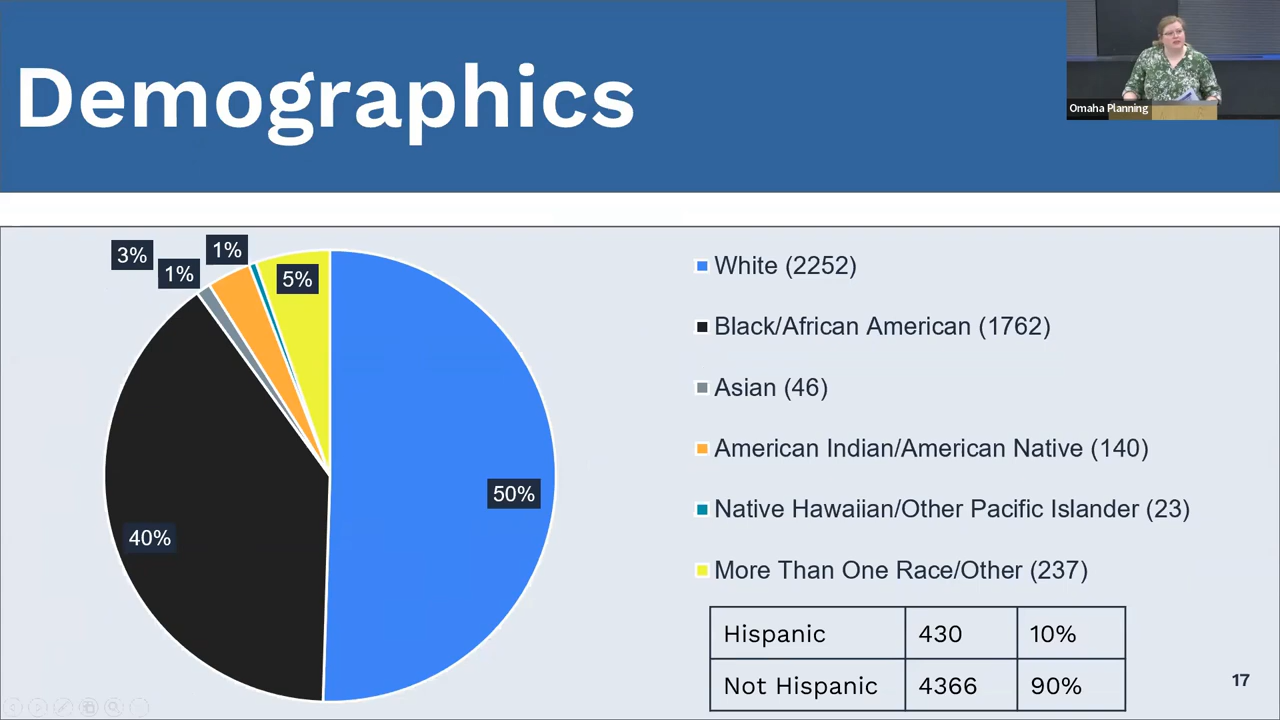 Demographics
Omaha Planning
3%
1%
1%
5%
50%
40%
White (2252)
Black/African American (1762)
Asian (46)
American Indian/American Native (140)
Native Hawaiian/Other Pacific Islander (23)
More Than One Race/Other (237)
Hispanic 430 10%
Not Hispanic 4366 90%
17